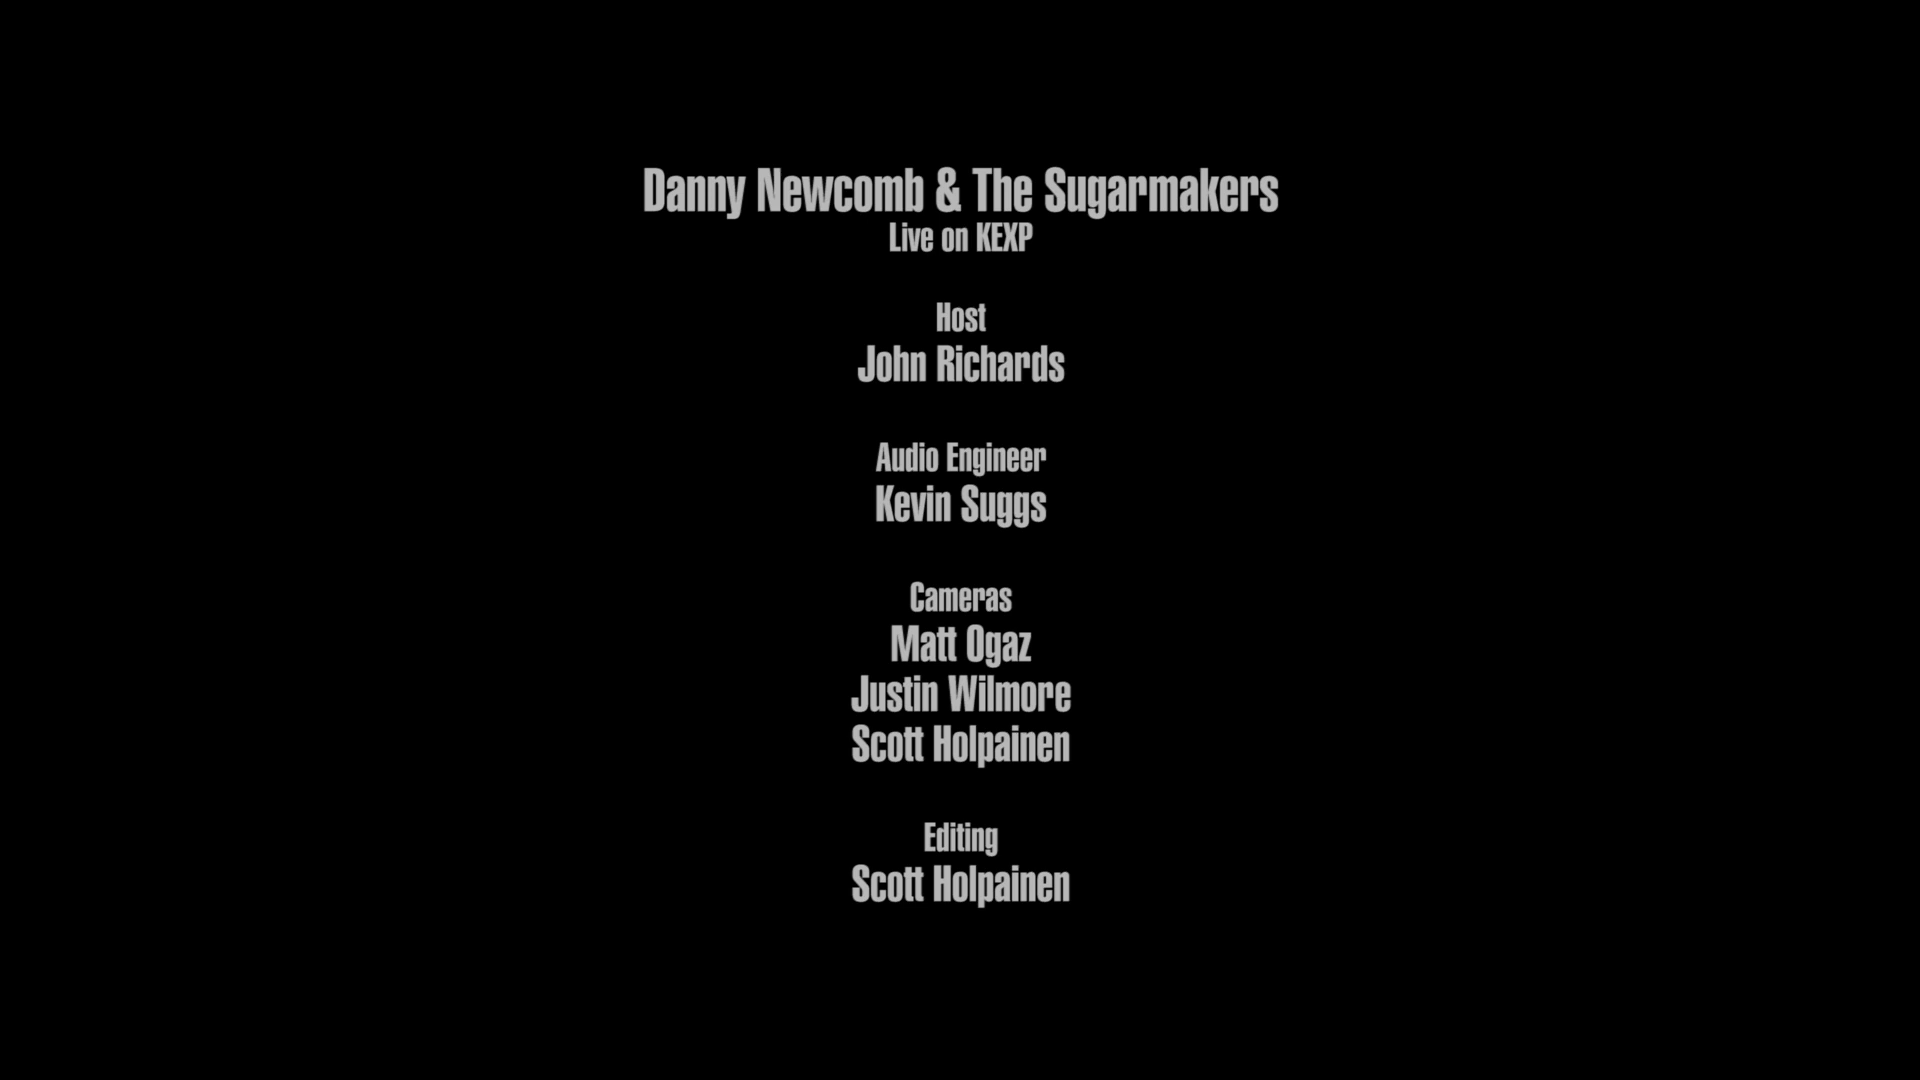 Danny Newcomb & The Sugarmakers
Live on KEXP
Host
John Richards
Audio Engineer
Kevin Suggs
Cameras
Matt Ogaz
Justin Wilmore
Scott Holpainen
Editing
Scott Holpainen